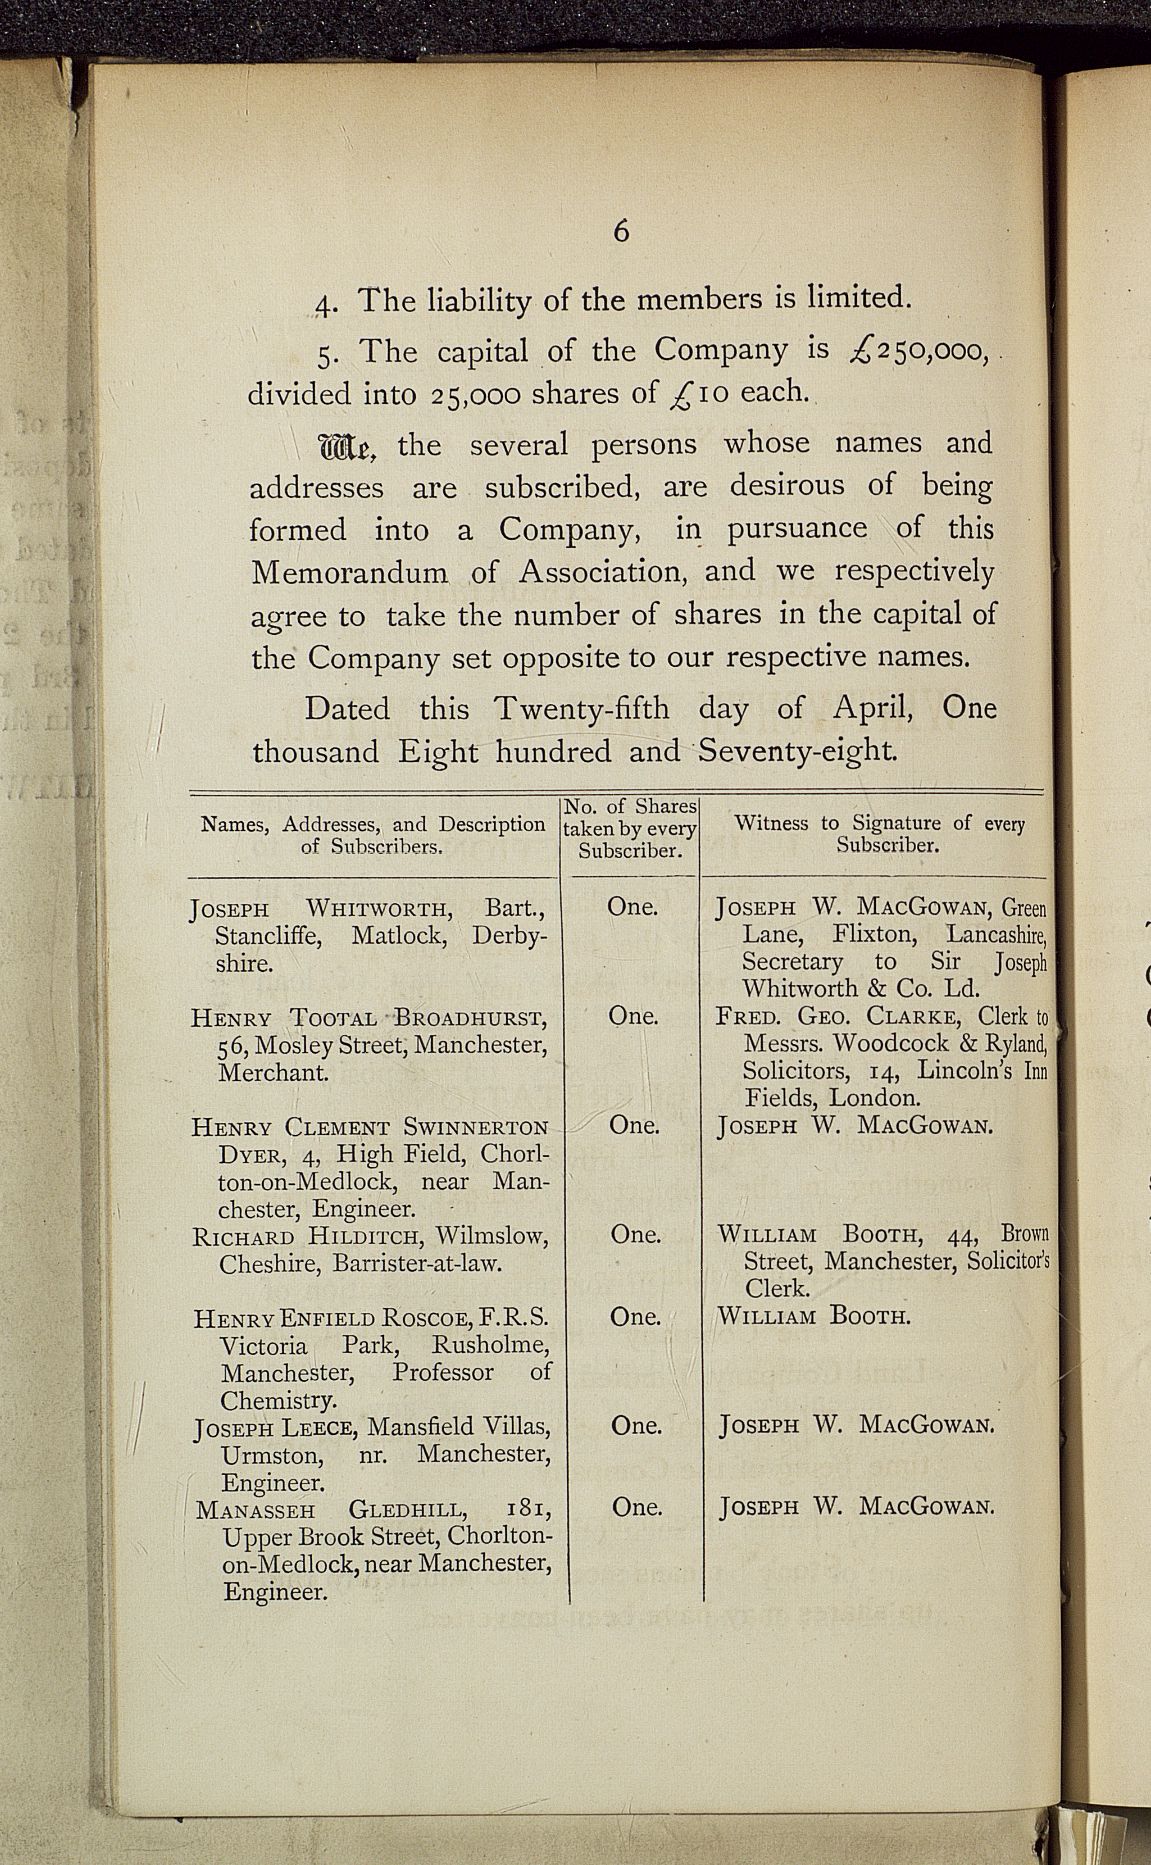 6
4. The liability of the members is limited.
5. The capital of the Company is £250,000,
divided into 25,000 shares of £10 each.
We, the several persons whose names and
addresses are subscribed, are desirous of being
formed into a Company, in pursuance of this
Memorandum of Association, and we respectively
agree to take the number of shares in the capital of
the Company set opposite to our respective names.
Dated this Twenty-fifth day of April, One
thousand Eight hundred and Seventy-eight.
Names, Addresses, and Description
of Subscribers.
No. of Shares
taken by every
Subscriber.
Witness to Signature of every
Subscriber.
JOSEPH WHITWORTH, Bart.,
Stancliffe, Matlock, Derby-
shire.
One.
JOSEPH W. MACGOWAN, Green
Lane, Flixton, Lancashire,
Secretary to Sir Joseph
Whitworth & Co. Ld.
HENRY TOOTAL BROADHURST,
56, Mosley Street, Manchester,
Merchant.
One.
FRED. GEO. CLARKE, Clerk to
Messrs. Woodcock & Ryland,
Solicitors, 14, Lincoln's Inn
Fields, London.
HENRY CLEMENT SWINNERTON
DYER, 4, High Field, Chorl-
ton-on-Medlock, near Man-
chester, Engineer.
One.
JOSEPH W. MACGOWAN.
RICHARD HILDITCH, Wilmslow,
Cheshire, Barrister-at-law.
One.
WILLIAM BOOTH, 44, Brown
Street, Manchester, Solicitor's
Clerk.
HENRY ENFIELD ROSCOE, F.R.S.
Victoria Park, Rusholme,
Manchester, Professor of
Chemistry.
One.
WILLIAM BOOTH.
JOSEPH LEECE, Mansfield Villas,
Urmston, nr. Manchester,
Engineer.
One.
JOSEPH W. MACGOWAN.
MANASSEH GLEDHILL, 181,
Upper Brook Street, Chorlton-
on-Medlock, near Manchester,
Engineer.
One.
JOSEPH W. MACGOWAN.